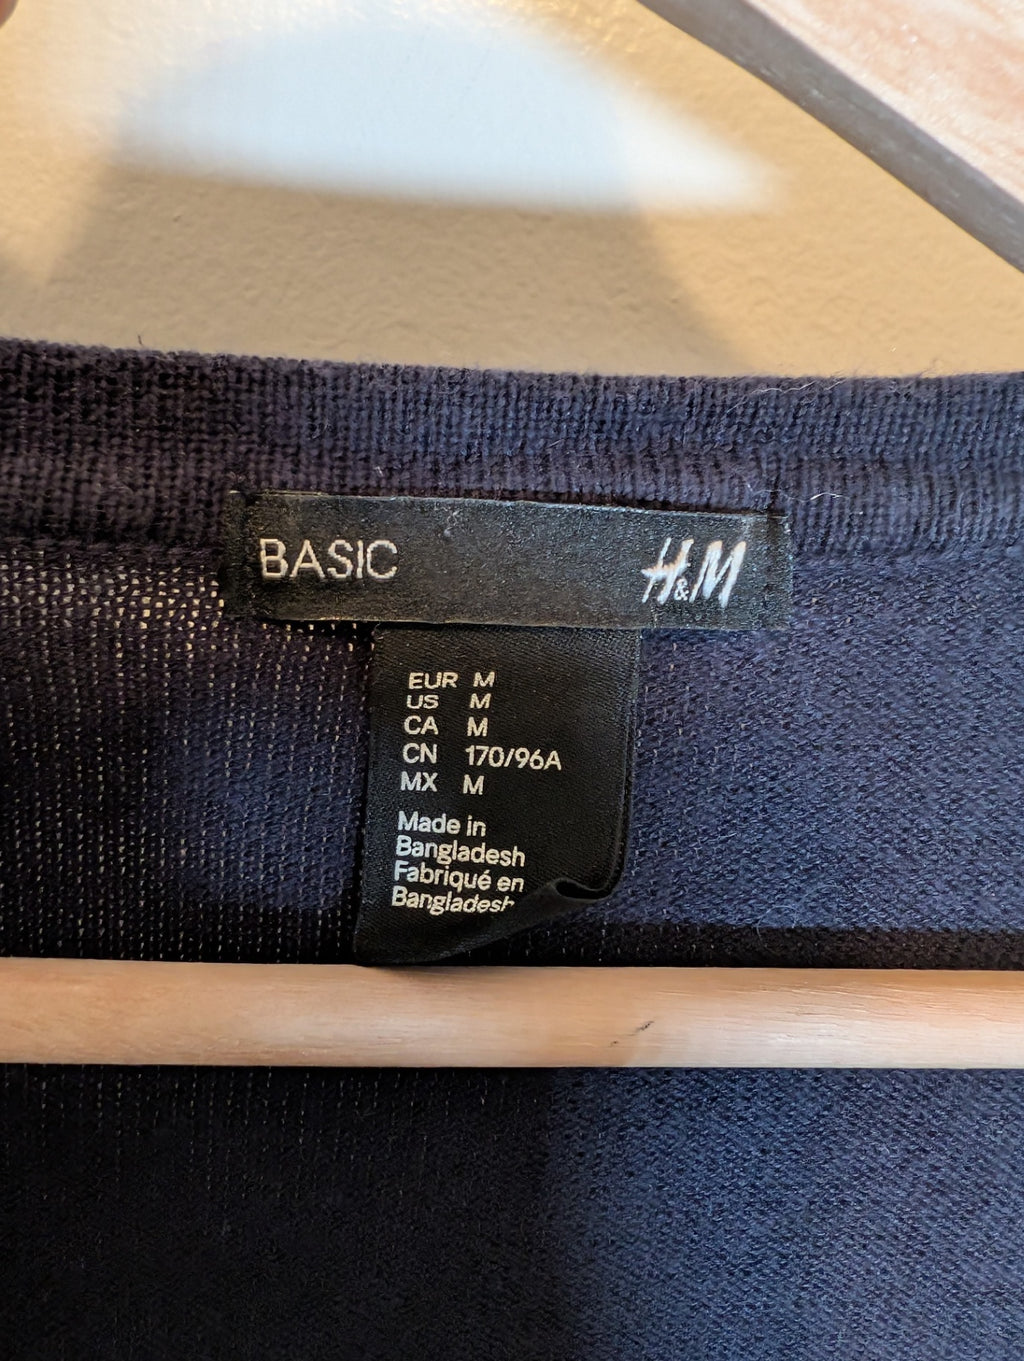 BASIC H&M
EUR M
US M
CA M
CN 170/96A
MX M
Made in
Bangladesh
Fabriqué en
Bangladesh